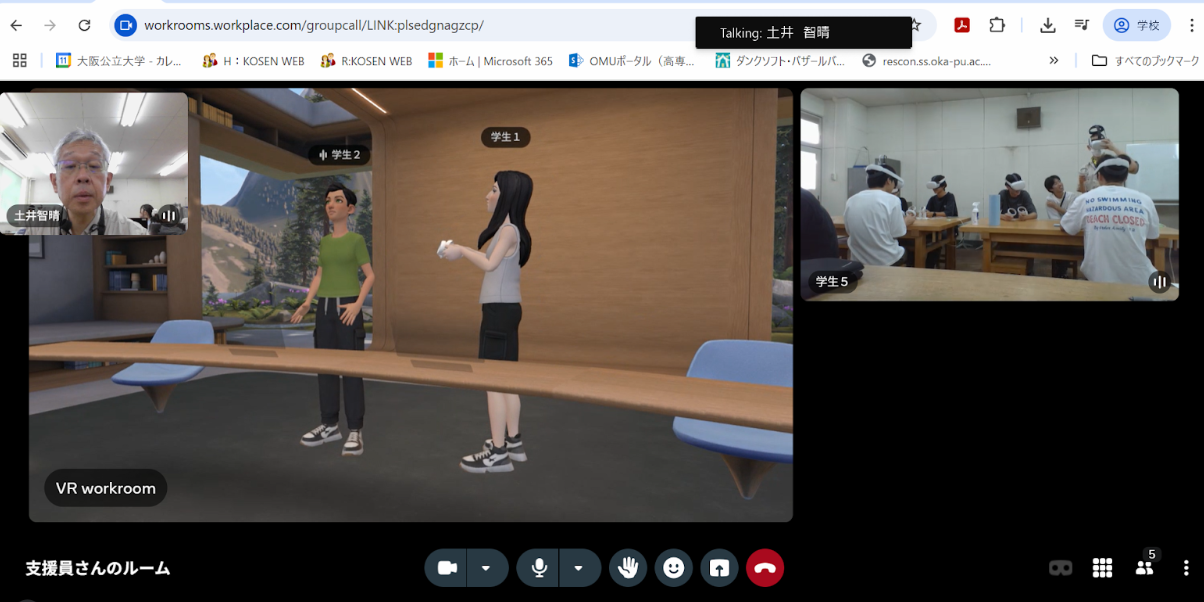 workrooms.workplace.com/groupcall/LINK:plsedgnagzcp/
Talking: 土井　智晴
学校
11
大阪公立大学 - カレ...
H：KOSEN WEB
R:KOSEN WEB
ホーム | Microsoft 365
OMUポータル（高専...
ダンクソフト・バザールバ...
rescon.ss.oka-pu.ac....
»
すべてのブックマーク
土井智晴
学生２
学生１
NO SWIMMING
HAZARDOUS AREA
BEACH CLOSED
学生５
VR workroom
支援員さんのルーム
5